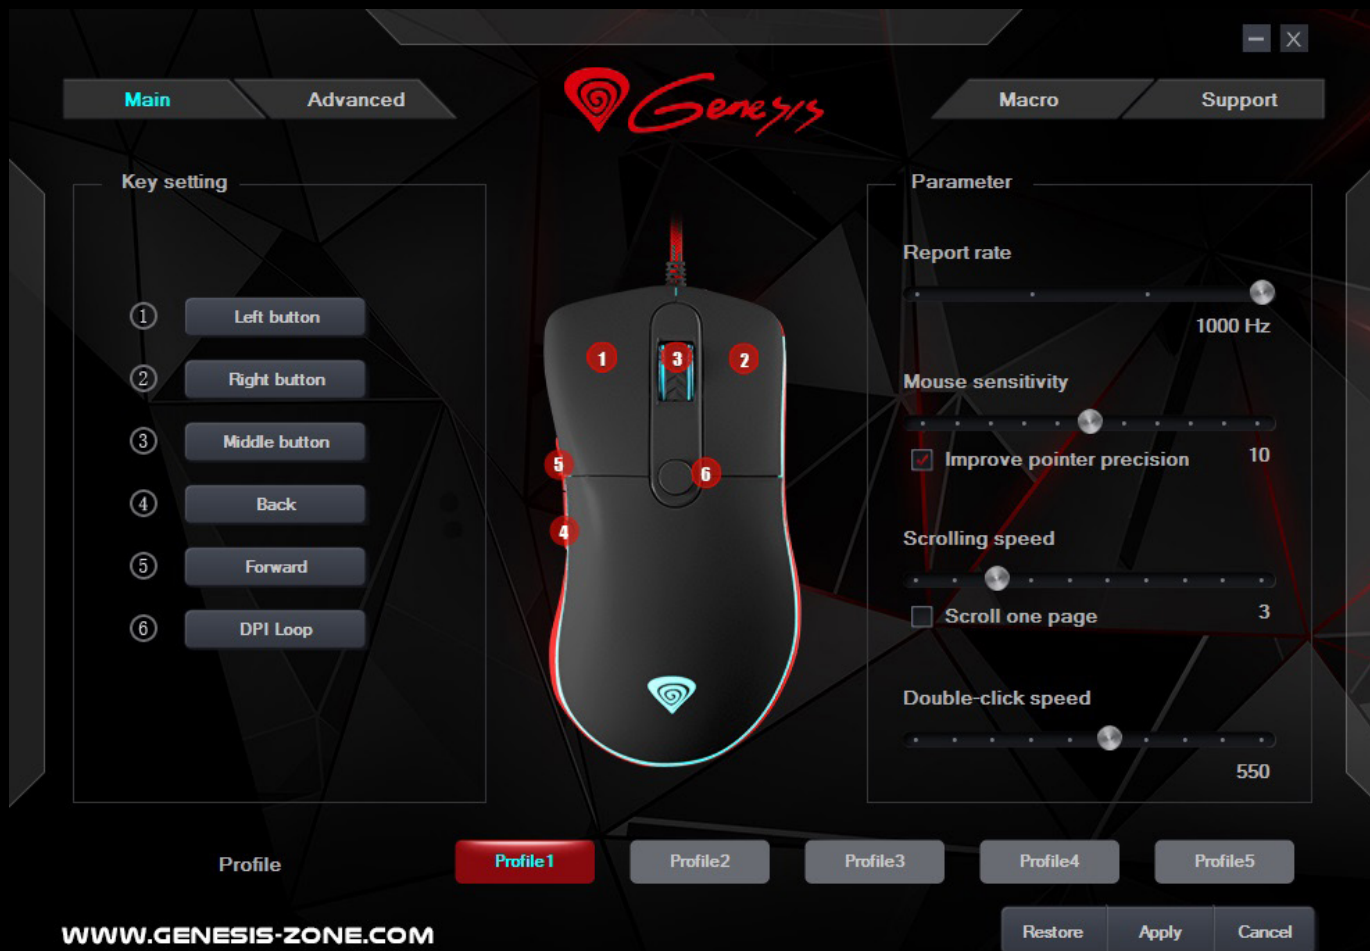 Main
Advanced
Genesis
Macro
Support
Key setting
1 Left button
2 Right button
3 Middle button
4 Back
5 Forward
6 DPI Loop
1 3 2
5 6
4
Parameter
Report rate
1000 Hz
Mouse sensitivity
Improve pointer precision 10
Scrolling speed
Scroll one page 3
Double-click speed
550
Profile Profile1 Profile2 Profile3 Profile4 Profile5
WWW.GENESIS-ZONE.COM
Restore Apply Cancel